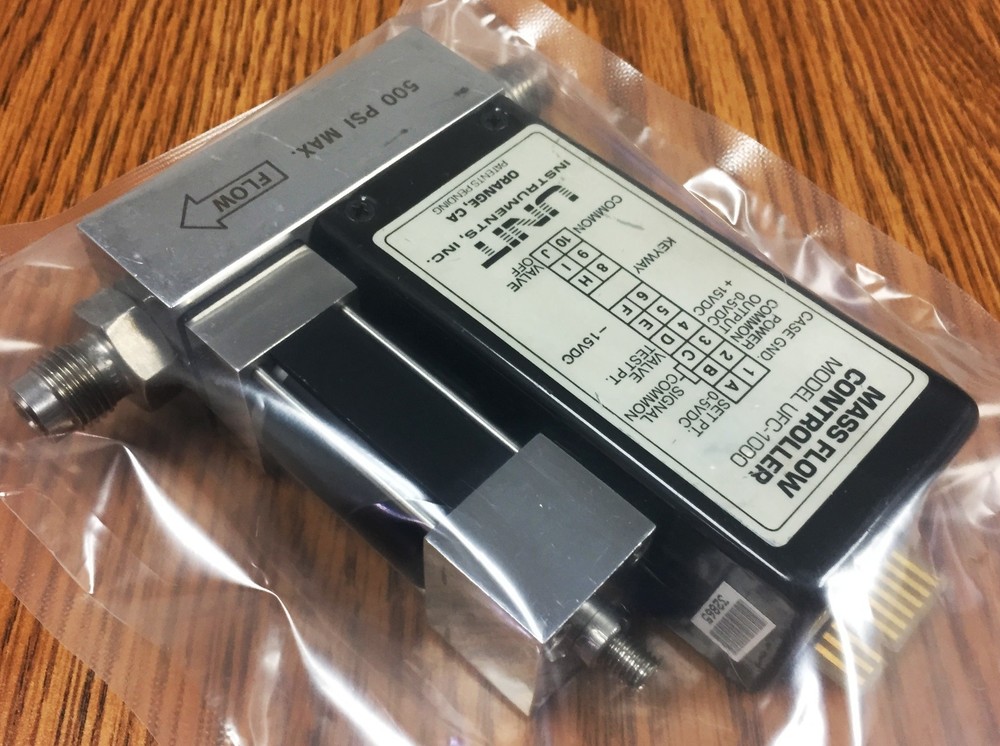 500 PSI MAX.
FLOW
MASS FLOW
CONTROLLER
MODEL UFC-1000
CASE GND. 1 A SET PT.
0-5VDC
POWER
COMMON 2 B SIGNAL
COMMON
OUTPUT
0-5VDC 3 C VALVE
TEST PT.
+15VDC 4 D
5 E
6 F -15VDC
KEYWAY
8 H
9 I VALVE
OFF
COMMON 10 J
UNIT
INSTRUMENTS, INC.
ORANGE, CA
PATENTS PENDING
32865